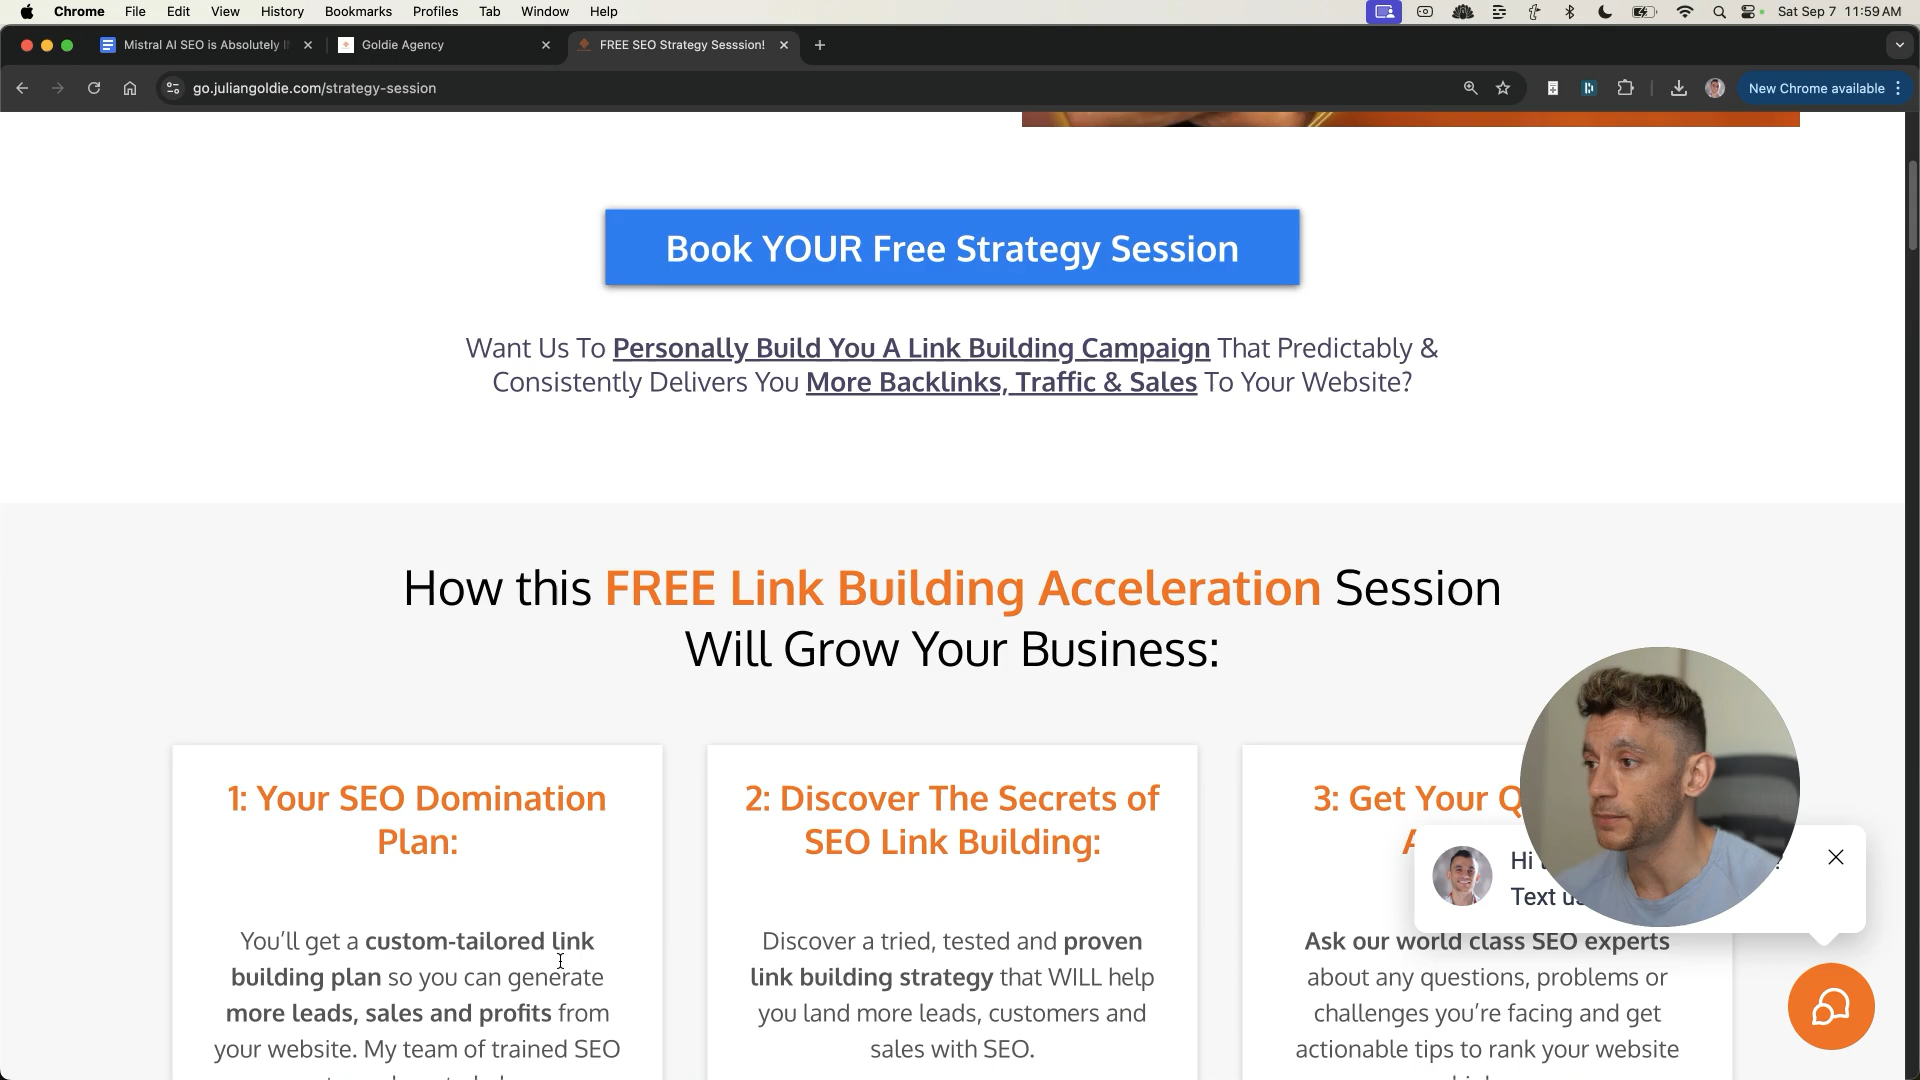 Chrome File Edit View History Bookmarks Profiles Tab Window Help Sat Sep 7 11:59 AM
Mistral AI SEO is Absolutely Goldie Agency FREE SEO Strategy Sesssion!
go.juliangoldie.com/strategy-session New Chrome available
Book YOUR Free Strategy Session
Want Us To Personally Build You A Link Building Campaign That Predictably &
Consistently Delivers You More Backlinks, Traffic & Sales To Your Website?
How this FREE Link Building Acceleration Session
Will Grow Your Business:
1: Your SEO Domination
Plan:
You’ll get a custom-tailored link
building plan so you can generate
more leads, sales and profits from
your website. My team of trained SEO
2: Discover The Secrets of
SEO Link Building:
Discover a tried, tested and proven
link building strategy that WILL help
you land more leads, customers and
sales with SEO.
3: Get Your
Ask our world class SEO experts
about any questions, problems or
challenges you’re facing and get
actionable tips to rank your website
Hi
Text